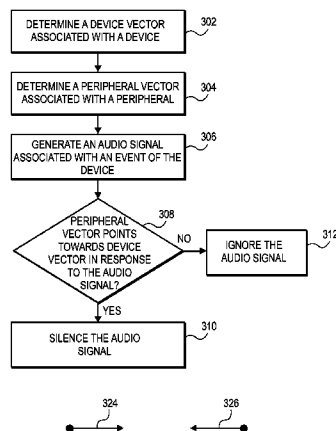 DETERMINE A DEVICE VECTOR
ASSOCIATED WITH A DEVICE
302
DETERMINE A PERIPHERAL VECTOR
ASSOCIATED WITH A PERIPHERAL
304
GENERATE AN AUDIO SIGNAL
ASSOCIATED WITH AN EVENT OF THE
DEVICE
306
PERIPHERAL
VECTOR POINTS
TOWARDS DEVICE
VECTOR IN RESPONSE
TO THE AUDIO
SIGNAL?
308
NO
IGNORE THE
AUDIO SIGNAL
312
YES
SILENCE THE AUDIO
SIGNAL
310
324
326